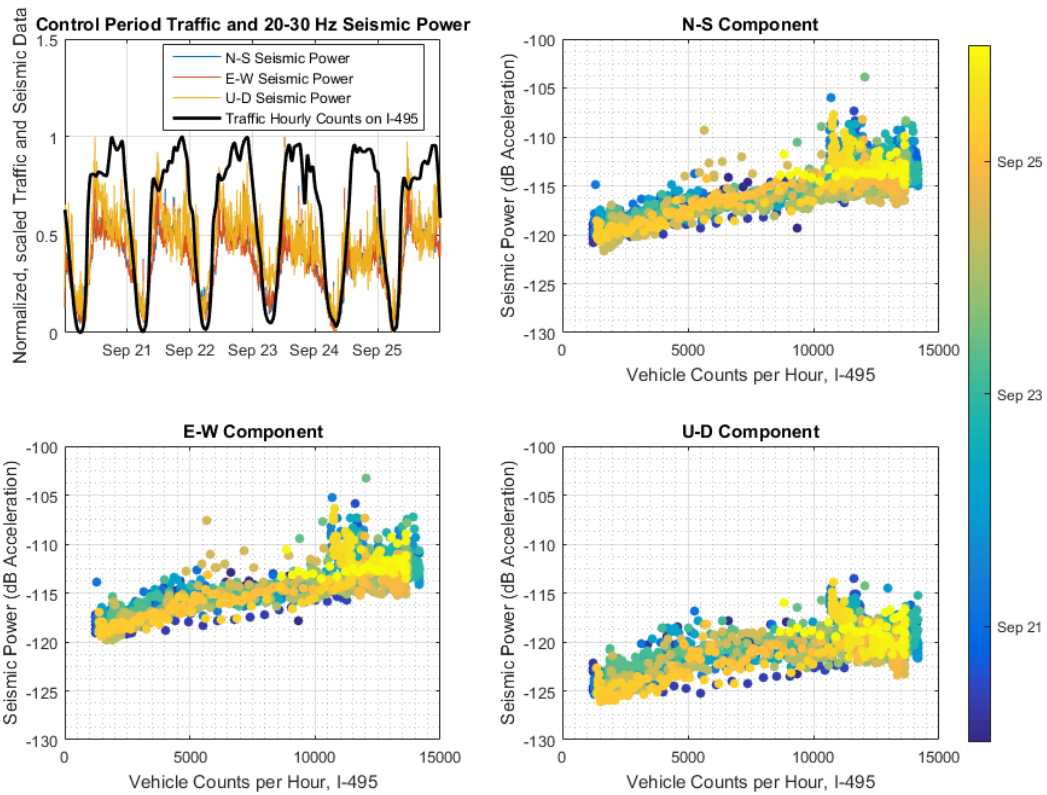 Control Period Traffic and 20-30 Hz Seismic Power
Normalized, scaled Traffic and Seismic Data
1.5
1
0.5
0
N-S Seismic Power
E-W Seismic Power
U-D Seismic Power
Traffic Hourly Counts on I-495
Sep 21 Sep 22 Sep 23 Sep 24 Sep 25
N-S Component
Seismic Power (dB Acceleration)
-100
-105
-110
-115
-120
-125
-130
0 5000 10000 15000
Vehicle Counts per Hour, I-495
Sep 25
Sep 23
Sep 21
E-W Component
Seismic Power (dB Acceleration)
-100
-105
-110
-115
-120
-125
-130
0 5000 10000 15000
Vehicle Counts per Hour, I-495
U-D Component
Seismic Power (dB Acceleration)
-100
-105
-110
-115
-120
-125
-130
0 5000 10000 15000
Vehicle Counts per Hour, I-495